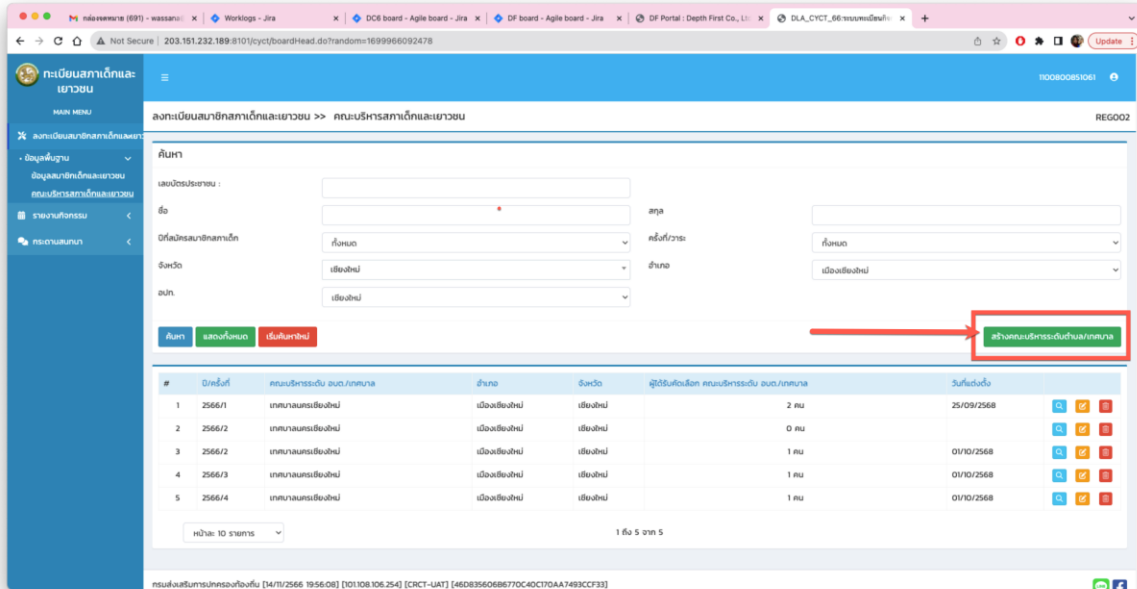 กล่องจดหมาย (691) - wassana
Worklogs - Jira
DC6 board - Agile board - Jira
DF board - Agile board - Jira
DF Portal : Depth First Co., Ltd
DLA_CYCT_66:ระบบทะเบียนกิจ
Not Secure 203.151.232.189:8101/cyct/boardHead.do?random=1699966092478 Update
ทะเบียนสภาเด็กและ
เยาวชน
1100800851061
MAIN MENU
ลงทะเบียนสมาชิกสภาเด็กและเยาวชน >> คณะบริหารสภาเด็กและเยาวชน REG002
ลงทะเบียนสมาชิกสภาเด็กและเยาว
ข้อมูลพื้นฐาน
ข้อมูลสมาชิกเด็กและเยาวชน
คณะบริหารสภาเด็กและเยาวชน
รายงานกิจกรรม
กระดานสนทนา
ค้นหา
เลขบัตรประชาชน :
ชื่อ * สกุล
ปีที่สมัครสมาชิกสภาเด็ก ทั้งหมด ครั้งที่/วาระ ทั้งหมด
จังหวัด เชียงใหม่ อำเภอ เมืองเชียงใหม่
อปท. เชียงใหม่
ค้นหา แสดงทั้งหมด เริ่มค้นหาใหม่ สร้างคณะบริหารระดับตำบล/เทศบาล
# ปี/ครั้งที่ คณะบริหารระดับ อบต./เทศบาล อำเภอ จังหวัด ผู้ได้รับคัดเลือก คณะบริหารระดับ อบต./เทศบาล วันที่แต่งตั้ง
1 2566/1 เทศบาลนครเชียงใหม่ เมืองเชียงใหม่ เชียงใหม่ 2 คน 25/09/2568
2 2566/2 เทศบาลนครเชียงใหม่ เมืองเชียงใหม่ เชียงใหม่ 0 คน
3 2566/2 เทศบาลนครเชียงใหม่ เมืองเชียงใหม่ เชียงใหม่ 1 คน 01/10/2568
4 2566/3 เทศบาลนครเชียงใหม่ เมืองเชียงใหม่ เชียงใหม่ 1 คน 01/10/2568
5 2566/4 เทศบาลนครเชียงใหม่ เมืองเชียงใหม่ เชียงใหม่ 1 คน 01/10/2568
หน้าละ 10 รายการ 1 ถึง 5 จาก 5
กรมส่งเสริมการปกครองท้องถิ่น [14/11/2566 19:56:08] [101.108.106.254] [CRCT-UAT] [46D835606B6770C40C170AA7493CCF33]